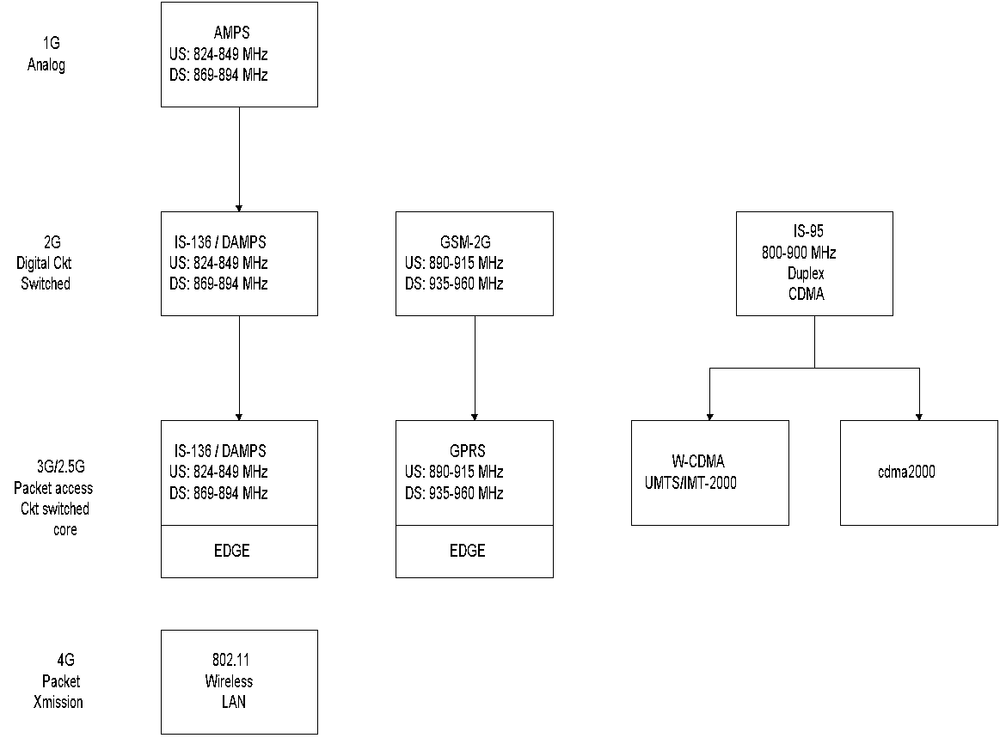 1G
Analog
AMPS
US: 824-849 MHz
DS: 869-894 MHz
2G
Digital Ckt
Switched
IS-136 / DAMPS
US: 824-849 MHz
DS: 869-894 MHz
GSM-2G
US: 890-915 MHz
DS: 935-960 MHz
IS-95
800-900 MHz
Duplex
CDMA
3G/2.5G
Packet access
Ckt switched
core
IS-136 / DAMPS
US: 824-849 MHz
DS: 869-894 MHz
EDGE
GPRS
US: 890-915 MHz
DS: 935-960 MHz
EDGE
W-CDMA
UMTS/IMT-2000
cdma2000
4G
Packet
Xmission
802.11
Wireless
LAN